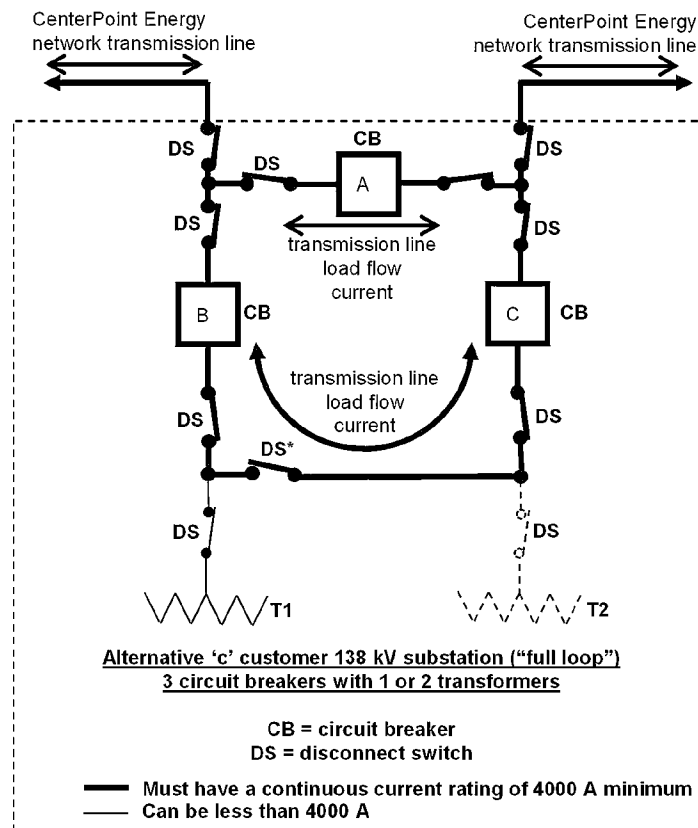 CenterPoint Energy
network transmission line
CenterPoint Energy
network transmission line
DS
DS
CB
A
DS
DS
DS
transmission line
load flow
current
B
CB
C
CB
transmission line
load flow
current
DS
DS
DS*
DS
DS
T1
T2
Alternative ‘c’ customer 138 kV substation (“full loop”)
3 circuit breakers with 1 or 2 transformers
CB = circuit breaker
DS = disconnect switch
Must have a continuous current rating of 4000 A minimum
Can be less than 4000 A